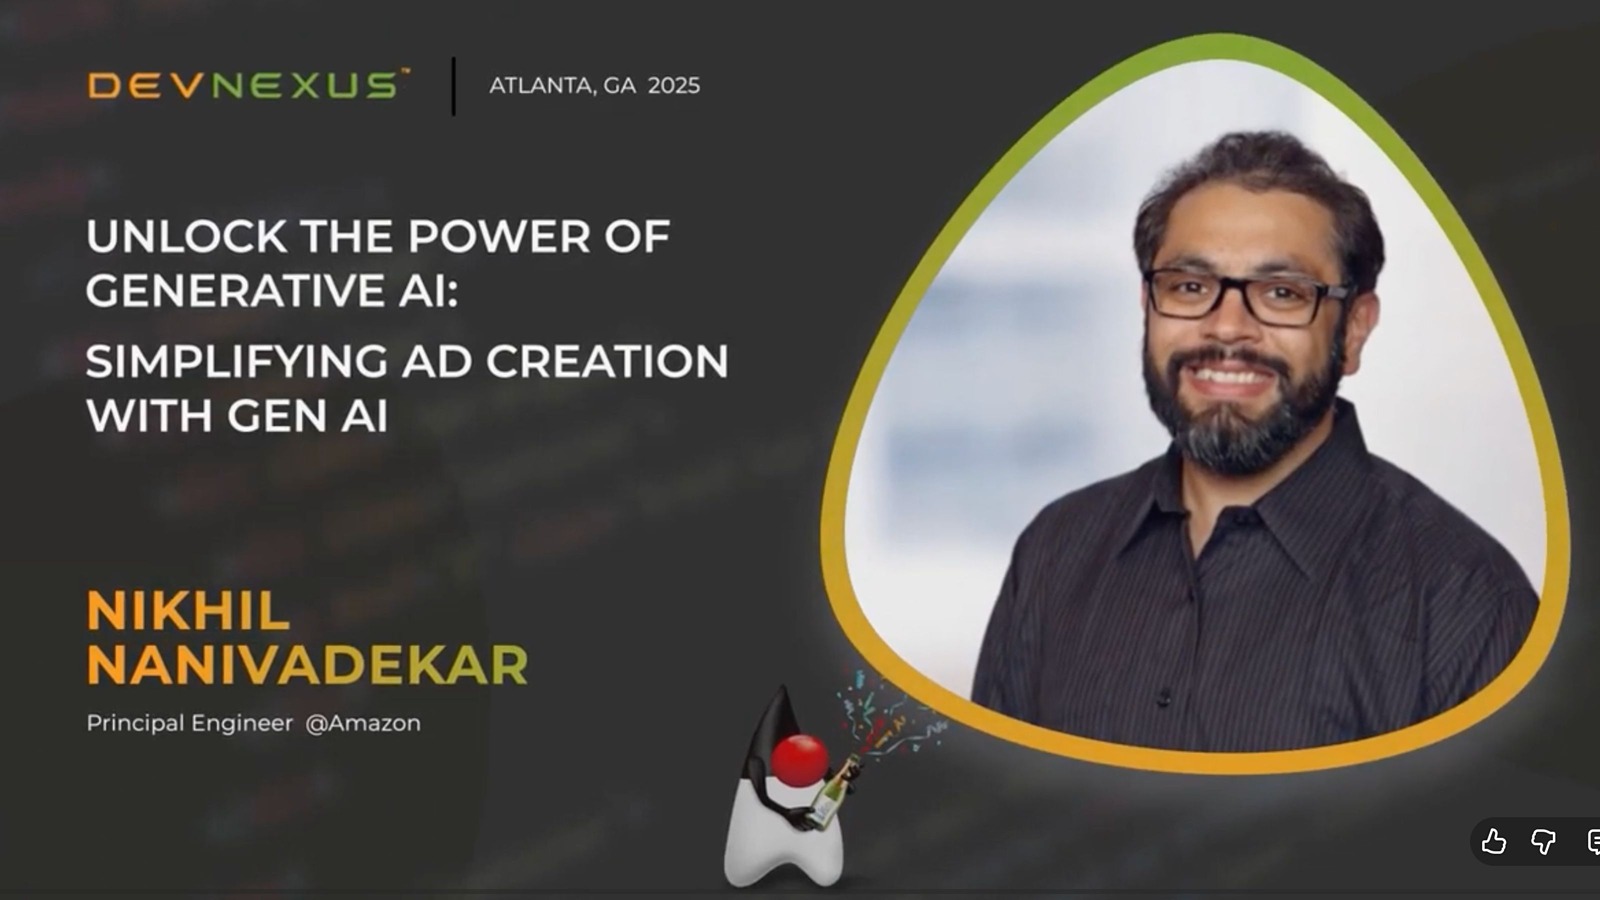 DEVNEXUS™
ATLANTA, GA 2025
UNLOCK THE POWER OF
GENERATIVE AI:
SIMPLIFYING AD CREATION
WITH GEN AI
NIKHIL
NANIVADEKAR
Principal Engineer @Amazon